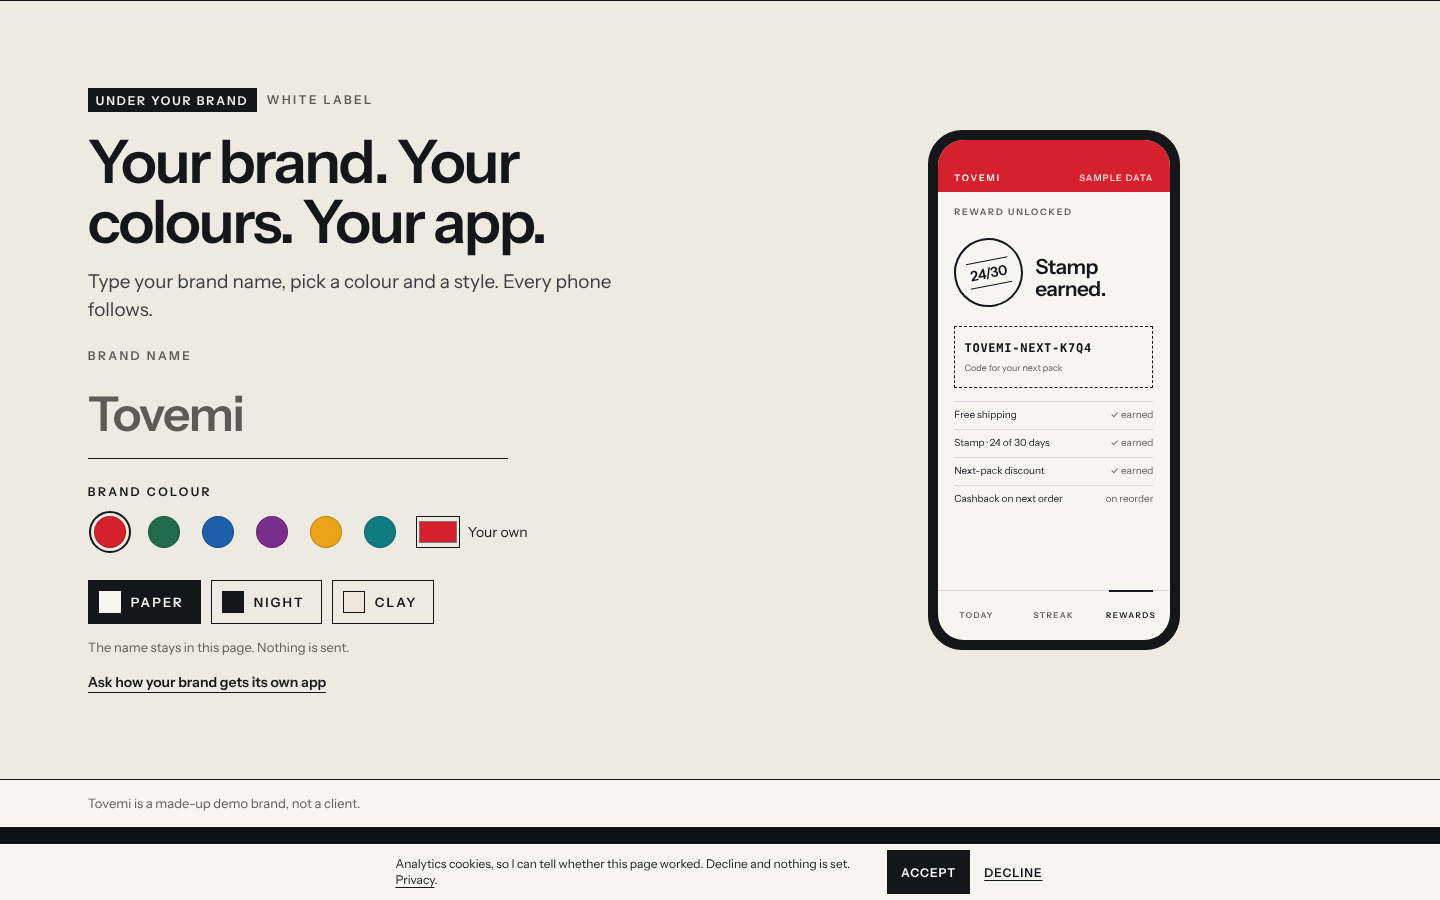 UNDER YOUR BRAND WHITE LABEL
Your brand. Your
colours. Your app.
Type your brand name, pick a colour and a style. Every phone
follows.
BRAND NAME
Tovemi
BRAND COLOUR
Your own
PAPER NIGHT CLAY
The name stays in this page. Nothing is sent.
Ask how your brand gets its own app
TOVEMI SAMPLE DATA
REWARD UNLOCKED
24/30
Stamp
earned.
TOVEMI-NEXT-K7Q4
Code for your next pack
Free shipping ✓ earned
Stamp · 24 of 30 days ✓ earned
Next-pack discount ✓ earned
Cashback on next order on reorder
TODAY STREAK REWARDS
Tovemi is a made-up demo brand, not a client.
Analytics cookies, so I can tell whether this page worked. Decline and nothing is set.
Privacy.
ACCEPT DECLINE